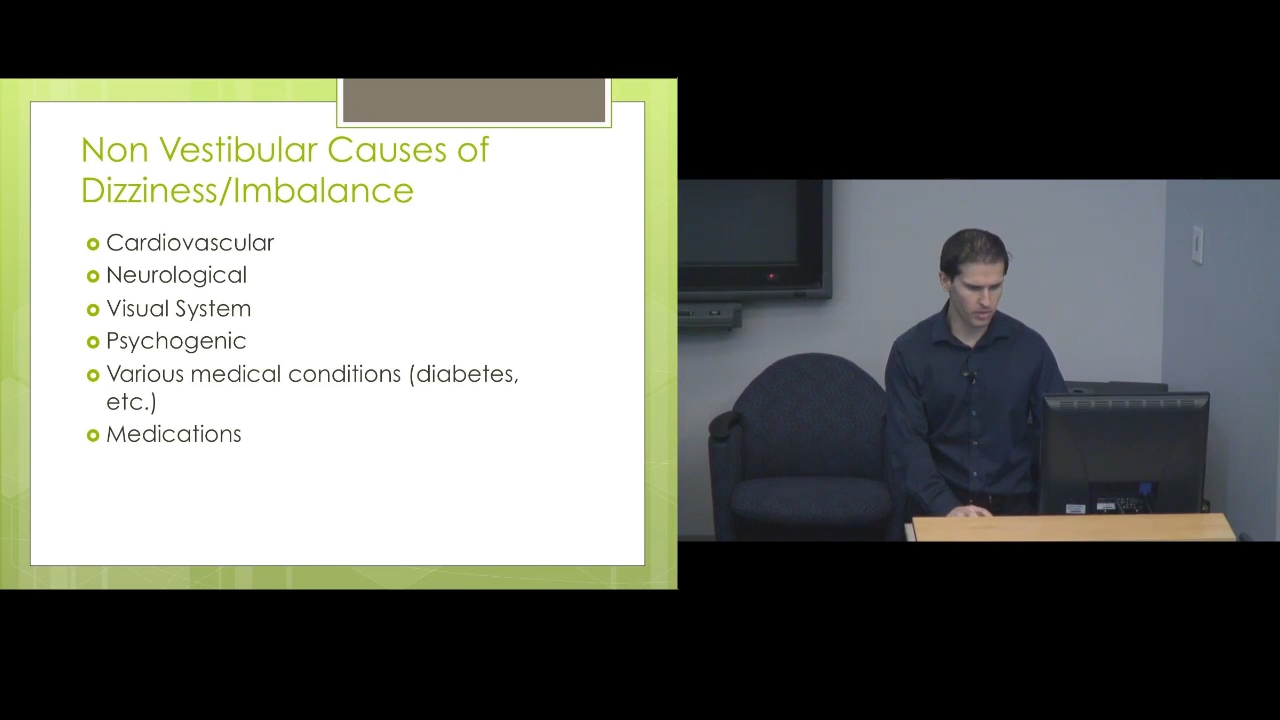 Non Vestibular Causes of
Dizziness/Imbalance
Cardiovascular
Neurological
Visual System
Psychogenic
Various medical conditions (diabetes,
etc.)
Medications